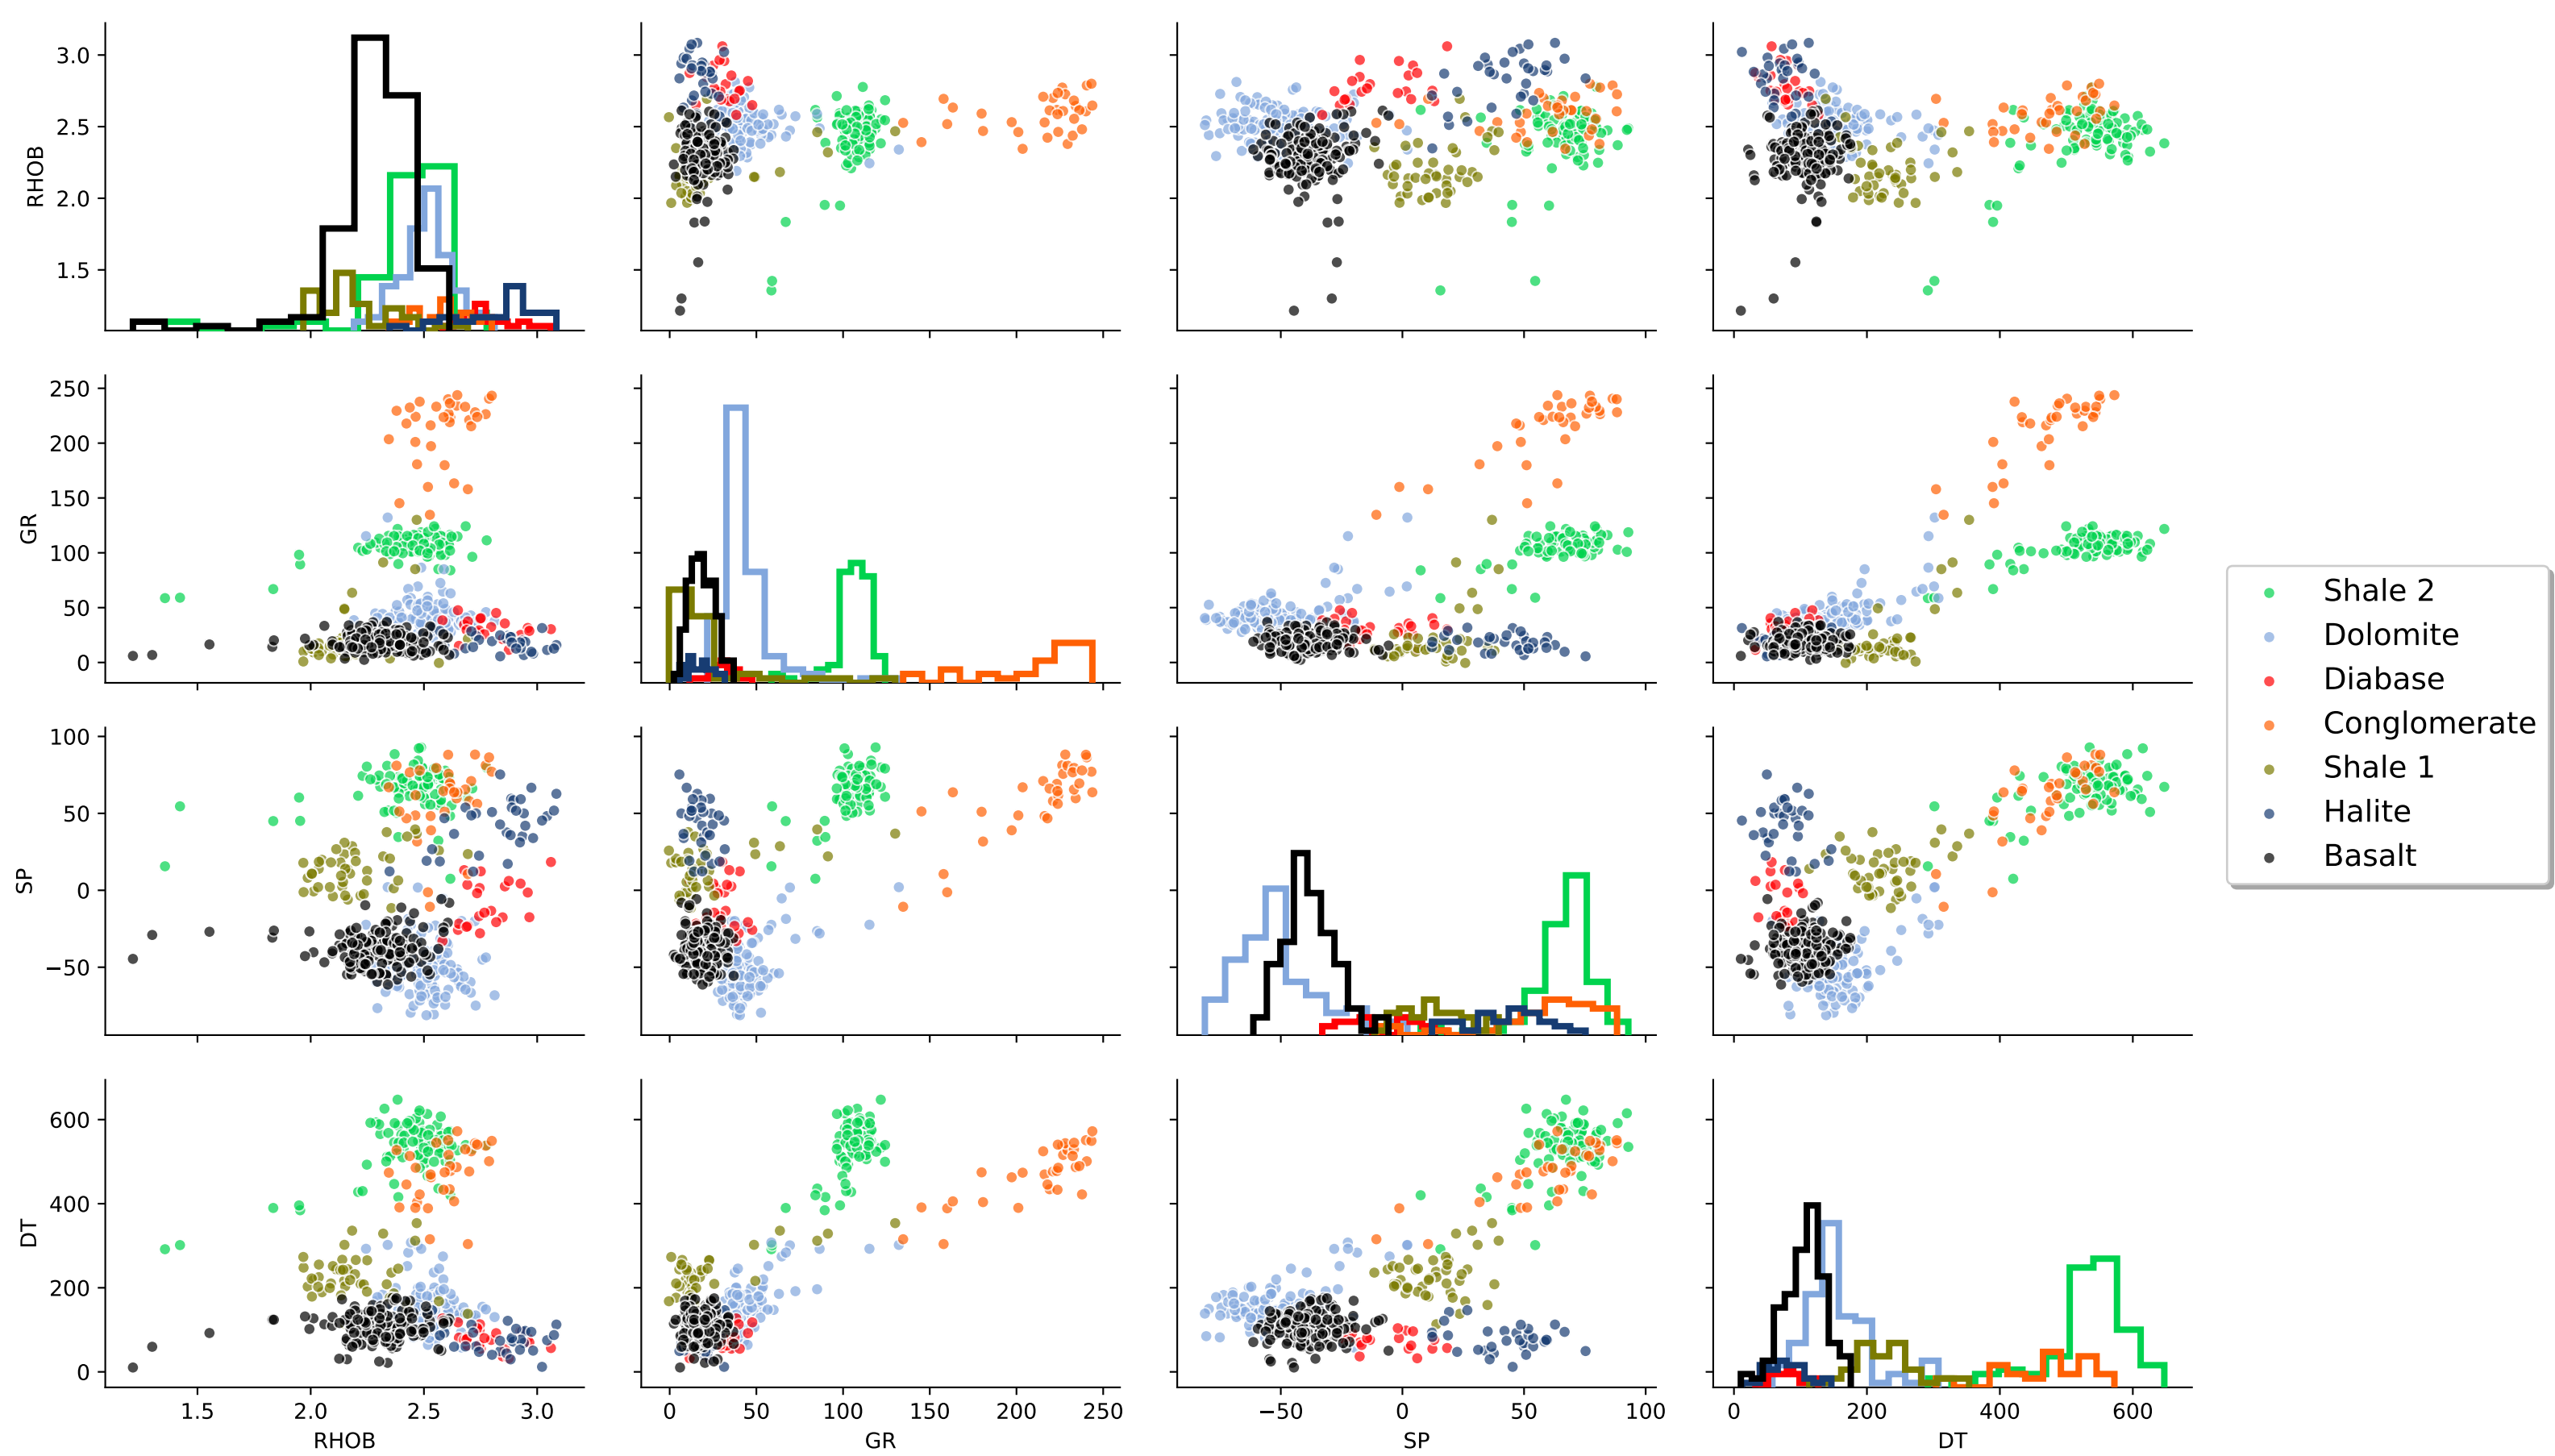 3.0
2.5
2.0
1.5
RHOB
250
200
150
100
50
0
GR
100
50
0
−50
SP
600
400
200
0
DT
1.5 2.0 2.5 3.0
RHOB
0 50 100 150 200 250
GR
−50 0 50 100
SP
0 200 400 600
DT
Shale 2
Dolomite
Diabase
Conglomerate
Shale 1
Halite
Basalt